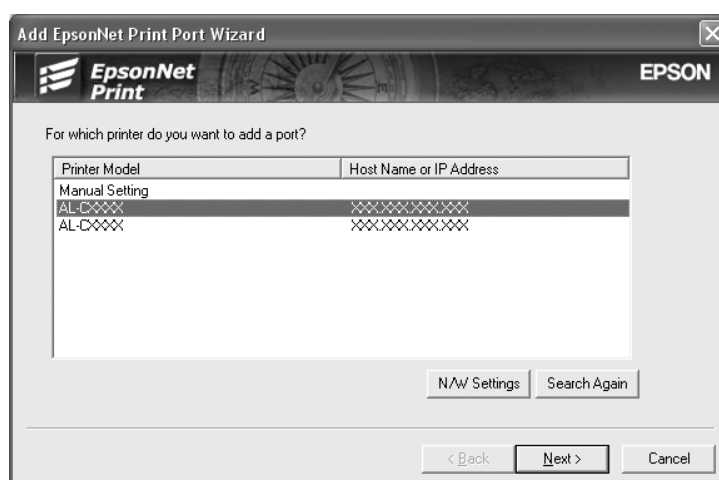 Add EpsonNet Print Port Wizard
EpsonNet
Print
EPSON
For which printer do you want to add a port?
Printer Model Host Name or IP Address
Manual Setting
AL-CXXXX XXX.XXX.XXX.XXX
AL-CXXXX XXX.XXX.XXX.XXX
N/W Settings Search Again
< Back Next > Cancel